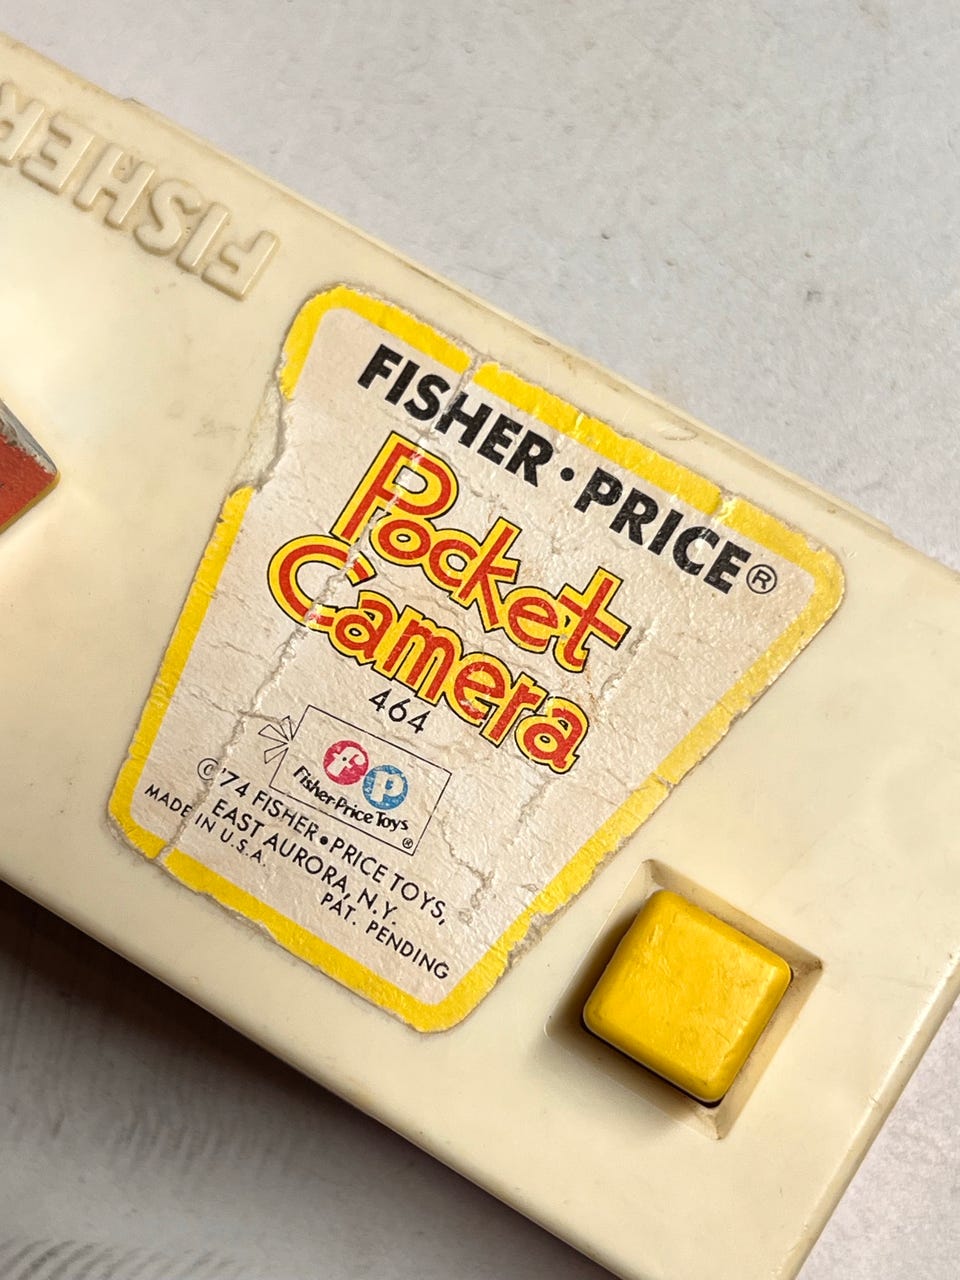 FISHER
FISHER·PRICE®
Pocket
Camera
464
fp
Fisher-Price Toys®
© '74 FISHER•PRICE TOYS,
EAST AURORA, N.Y.
MADE IN U.S.A.
PAT. PENDING